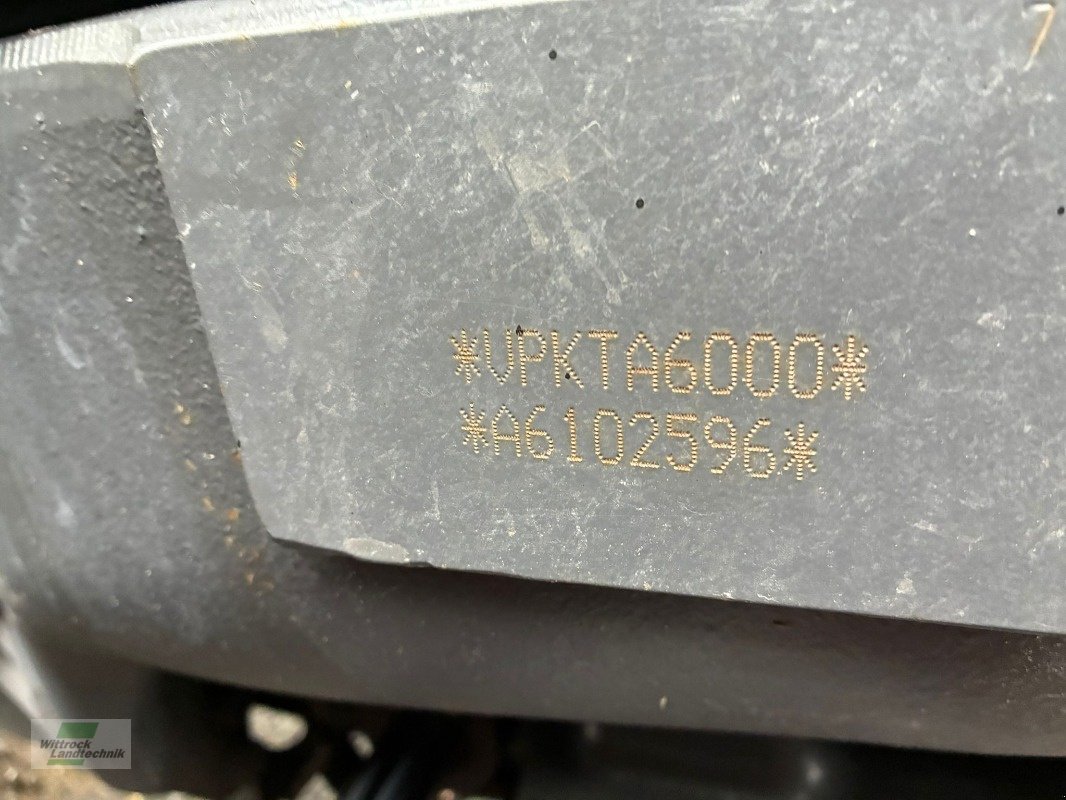 *VPKTA6000*
*A6102596*
Wittrock
Landtechnik